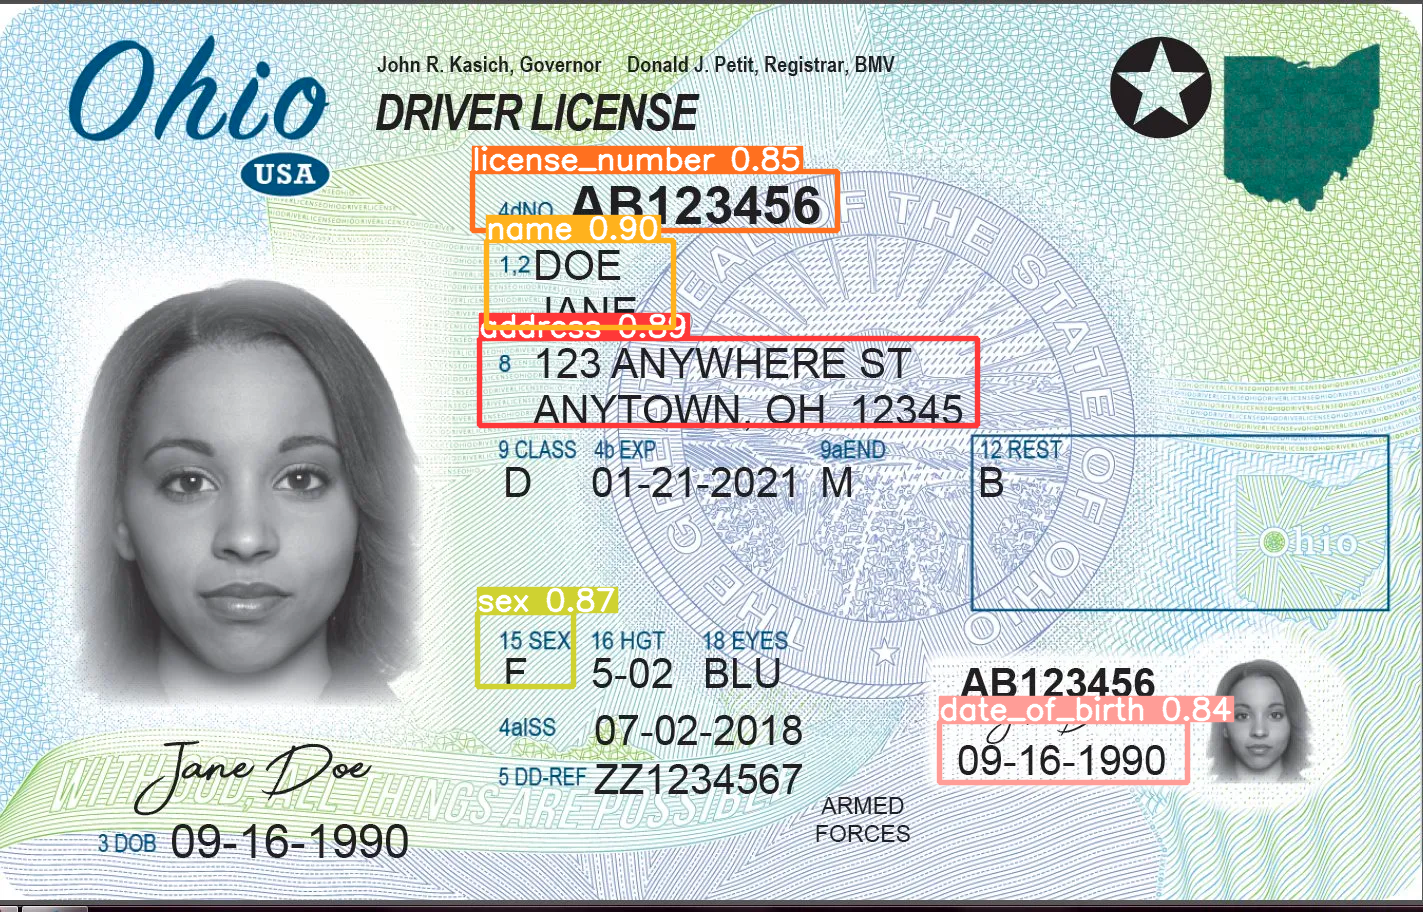 Ohio
USA
John R. Kasich, Governor Donald J. Petit, Registrar, BMV
DRIVER LICENSE
license_number 0.85
4dNO AB123456
name 0.90
1,2 DOE
JANE
address 0.89
8 123 ANYWHERE ST
ANYTOWN, OH 12345
9 CLASS 4b EXP 9aEND 12 REST
D 01-21-2021 M B
Ohio
THE GREAT SEAL OF THE STATE OF OHIO
sex 0.87
15 SEX 16 HGT 18 EYES
F 5-02 BLU
4aISS 07-02-2018
5 DD-REF ZZ1234567
AB123456
date_of_birth 0.84
09-16-1990
ARMED
FORCES
Jane Doe
WITH GOD, ALL THINGS ARE POSSIBLE
3 DOB 09-16-1990